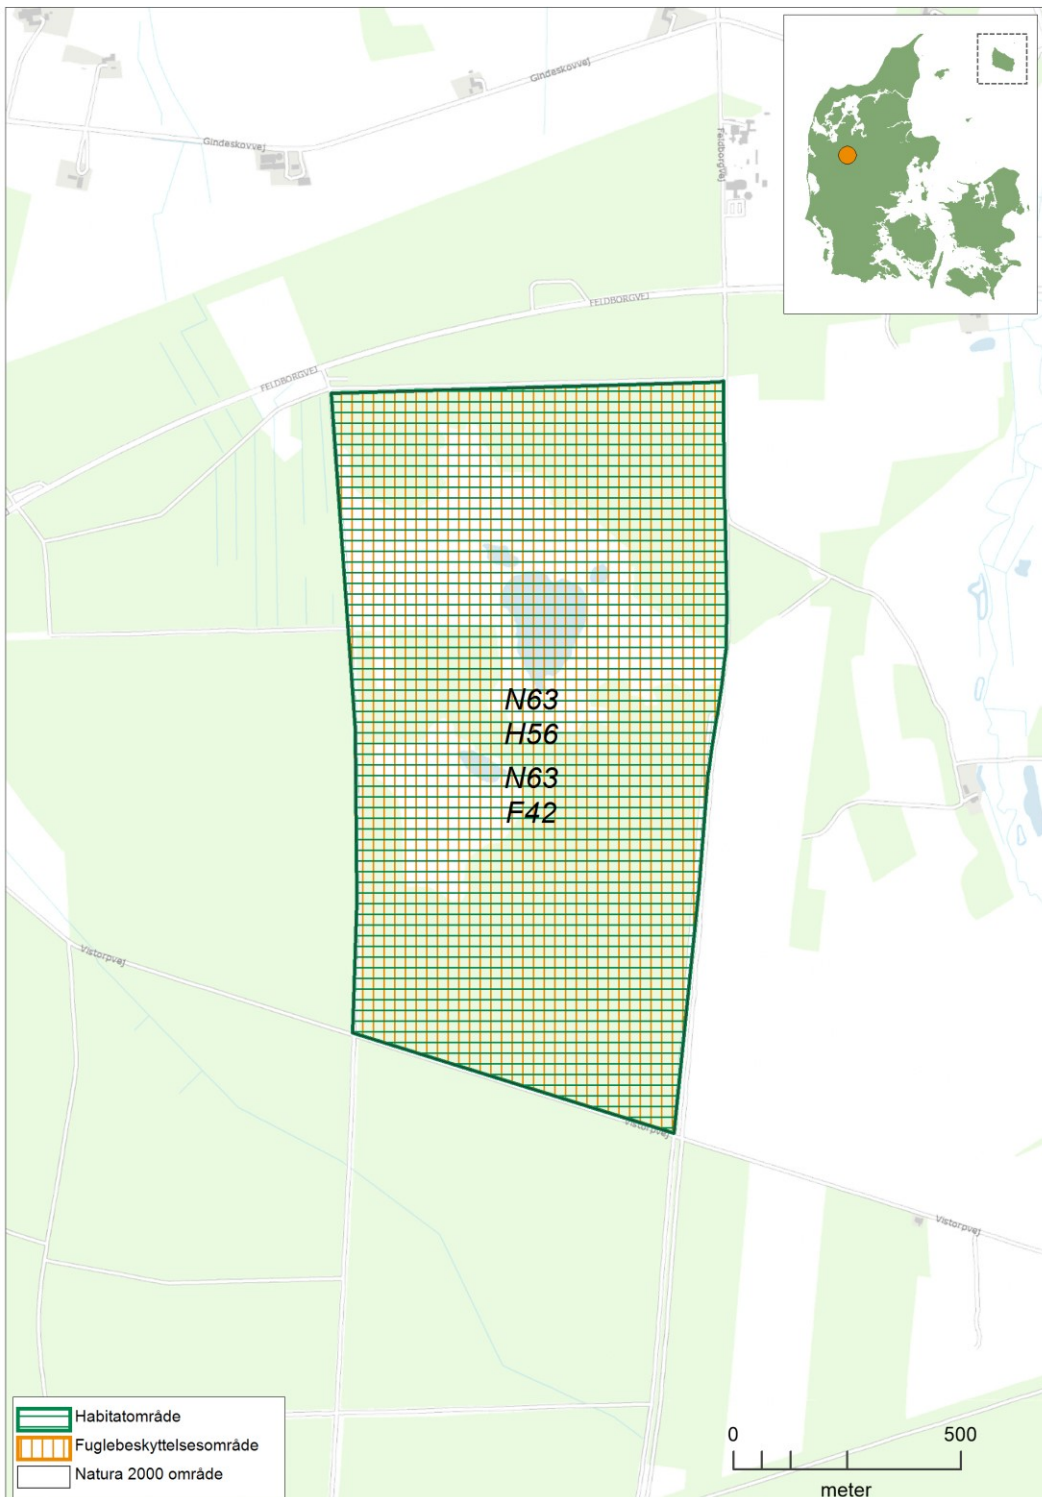 Gindeskovvej
Gindeskovvej
Feldborgvej
FELDBORGVEJ
FELDBORGVEJ
N63
H56
N63
F42
Vistorpvej
Vistorpvej
Vistorpvej
Habitatområde
Fuglebeskyttelsesområde
Natura 2000 område
0 500
meter